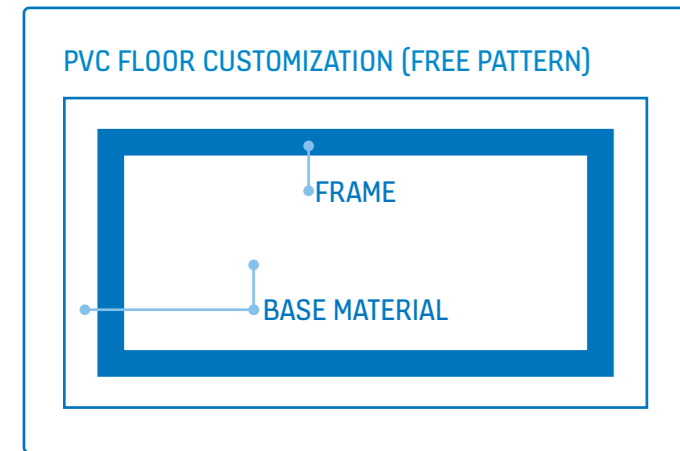 PVC FLOOR CUSTOMIZATION (FREE PATTERN)
FRAME
BASE MATERIAL